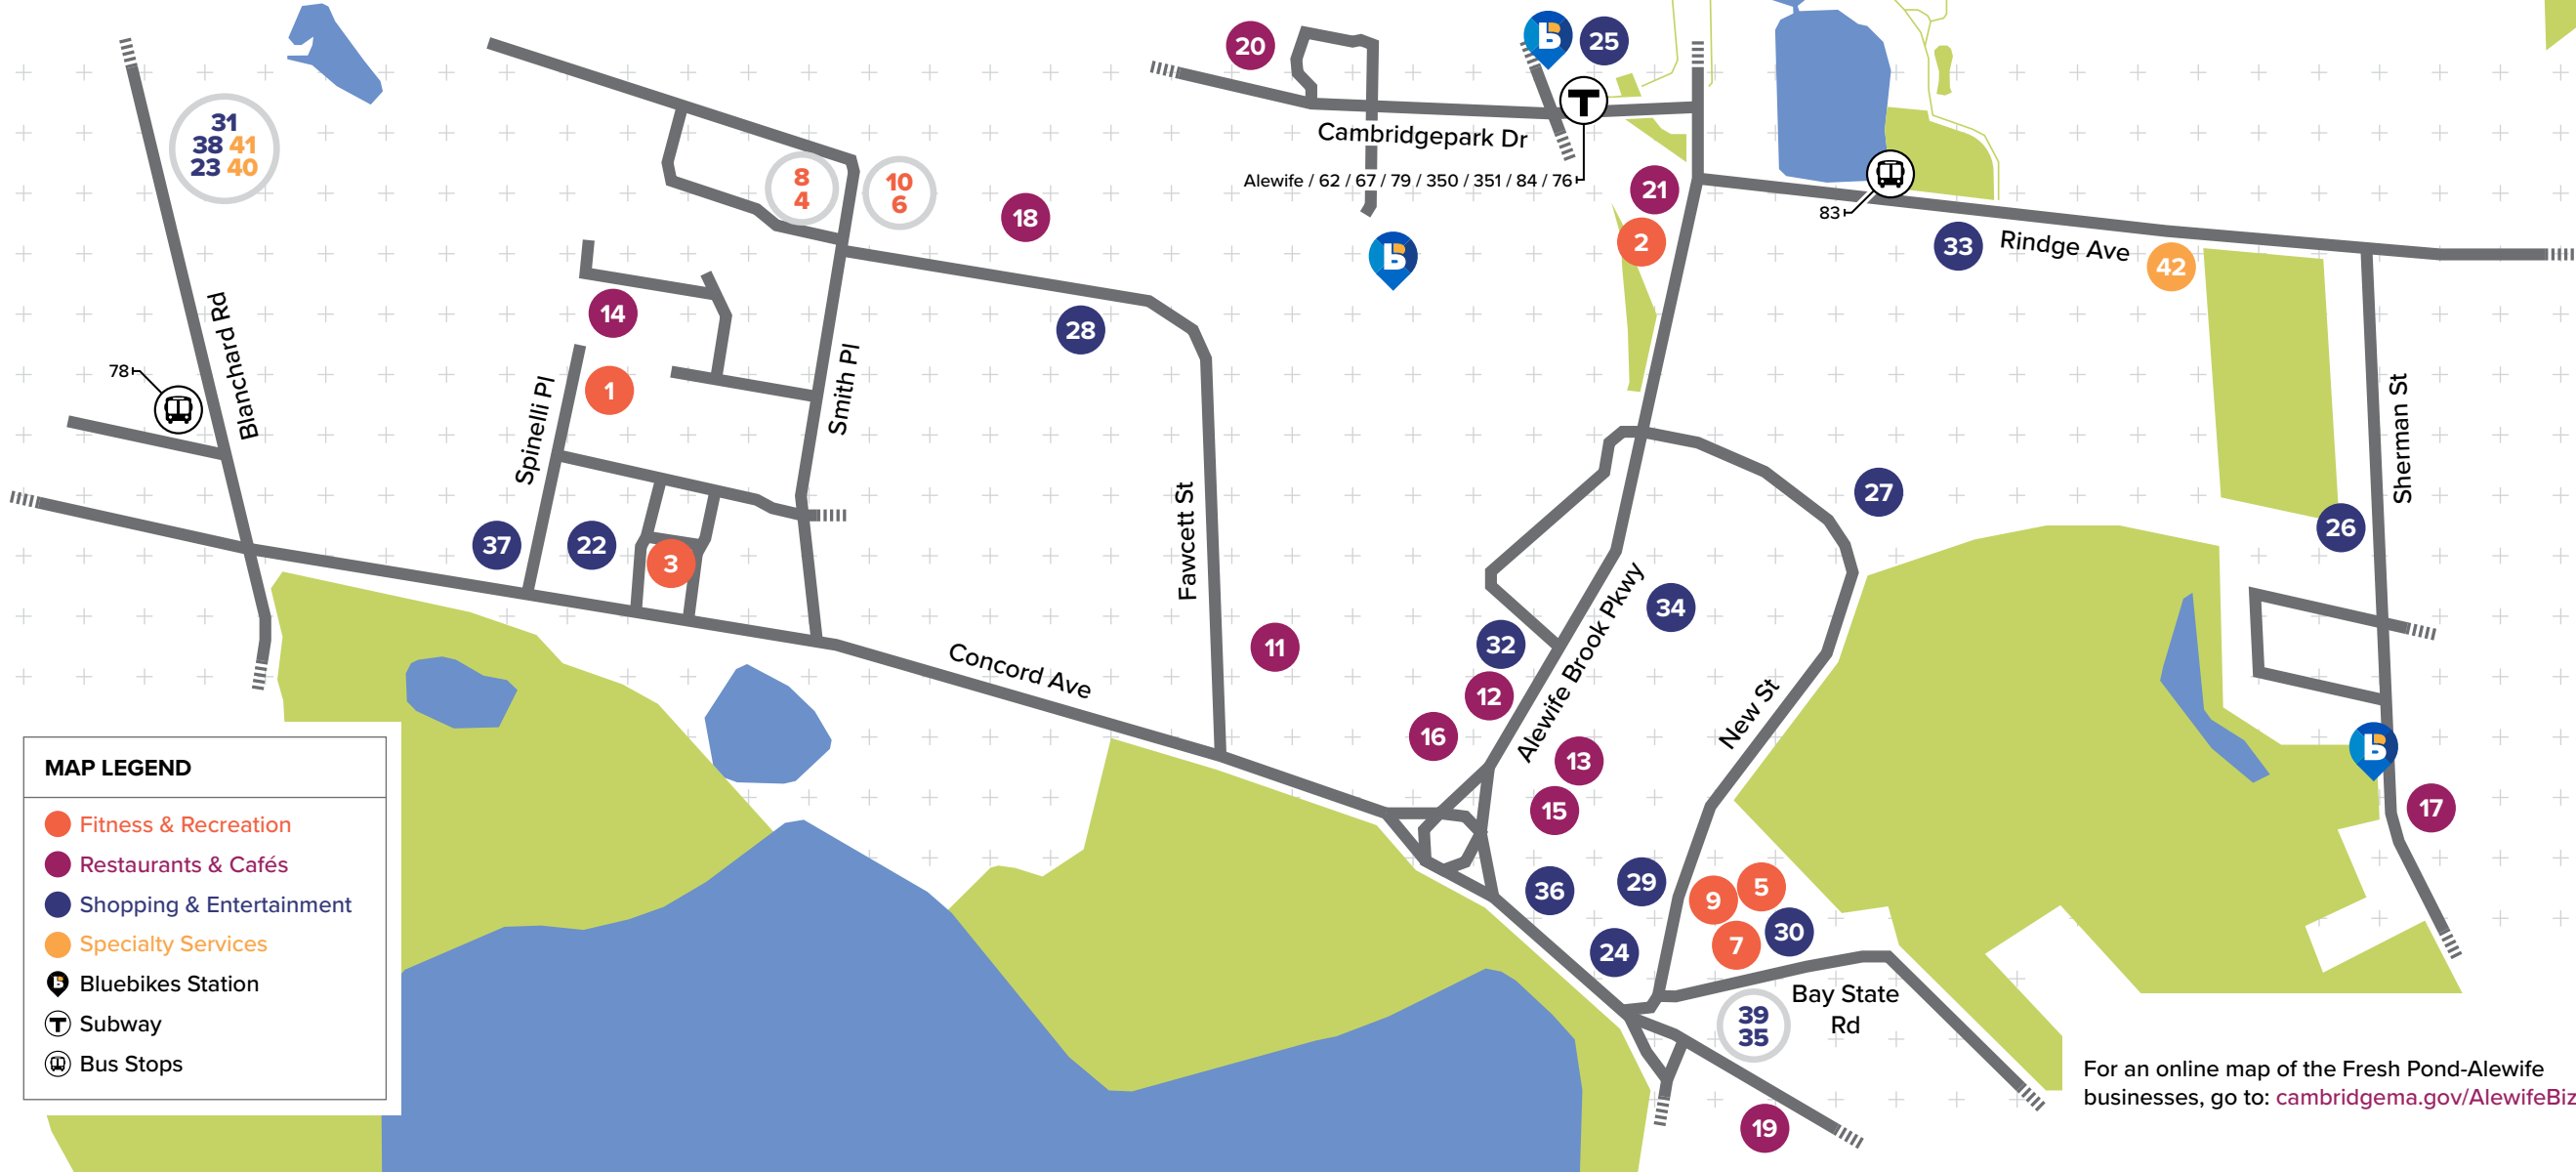 20
25
31
38 41
23 40
Cambridgepark Dr
8
4
10
6
Alewife / 62 / 67 / 79 / 350 / 351 / 84 / 76
21
83
18
2
33
Rindge Ave
42
14
28
Blanchard Rd
78
1
Spinelli Pl
Smith Pl
Sherman St
27
26
37
22
3
Fawcett St
34
32
11
Alewife Brook Pkwy
12
Concord Ave
New St
16
13
15
17
36
29
9
5
30
7
24
Bay State
Rd
39
35
19
MAP LEGEND
Fitness & Recreation
Restaurants & Cafés
Shopping & Entertainment
Specialty Services
Bluebikes Station
T Subway
Bus Stops
T
For an online map of the Fresh Pond-Alewife
businesses, go to: cambridgema.gov/AlewifeBiz